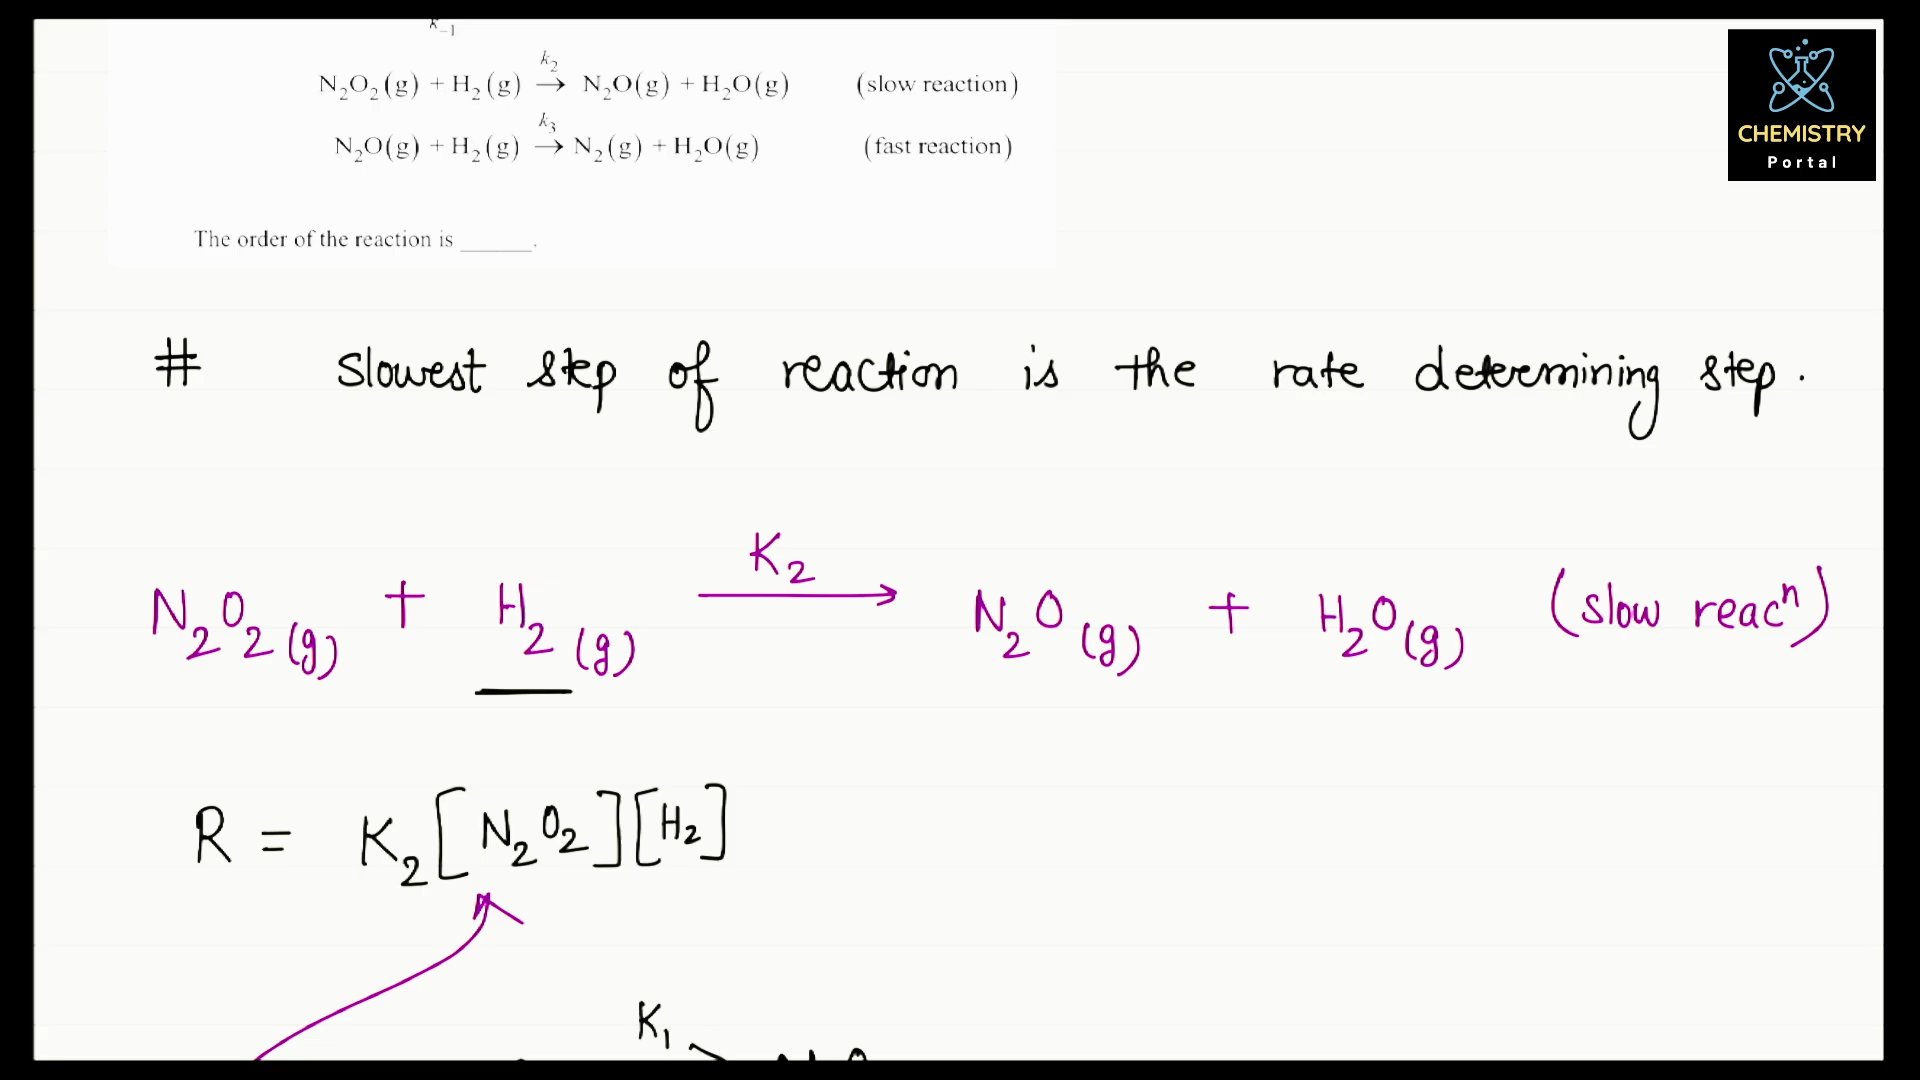 k₋₁
k₂
N₂O₂(g) + H₂(g) → N₂O(g) + H₂O(g) (slow reaction)
k₃
N₂O(g) + H₂(g) → N₂(g) + H₂O(g) (fast reaction)
The order of the reaction is ______.
CHEMISTRY
Portal
# Slowest step of reaction is the rate determining step.
K₂
N₂O₂(g) + H₂(g) → N₂O(g) + H₂O(g) (slow reacⁿ)
R = K₂[N₂O₂][H₂]
K₁